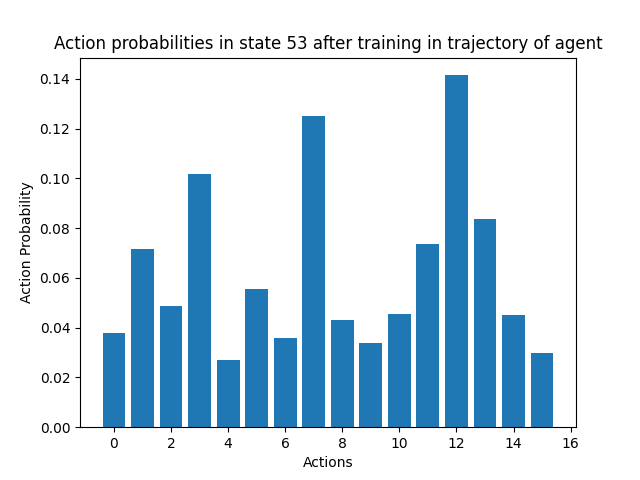 Action probabilities in state 53 after training in trajectory of agent
0.14
0.12
0.10
0.08
0.06
0.04
0.02
0.00
Action Probability
0 2 4 6 8 10 12 14 16
Actions